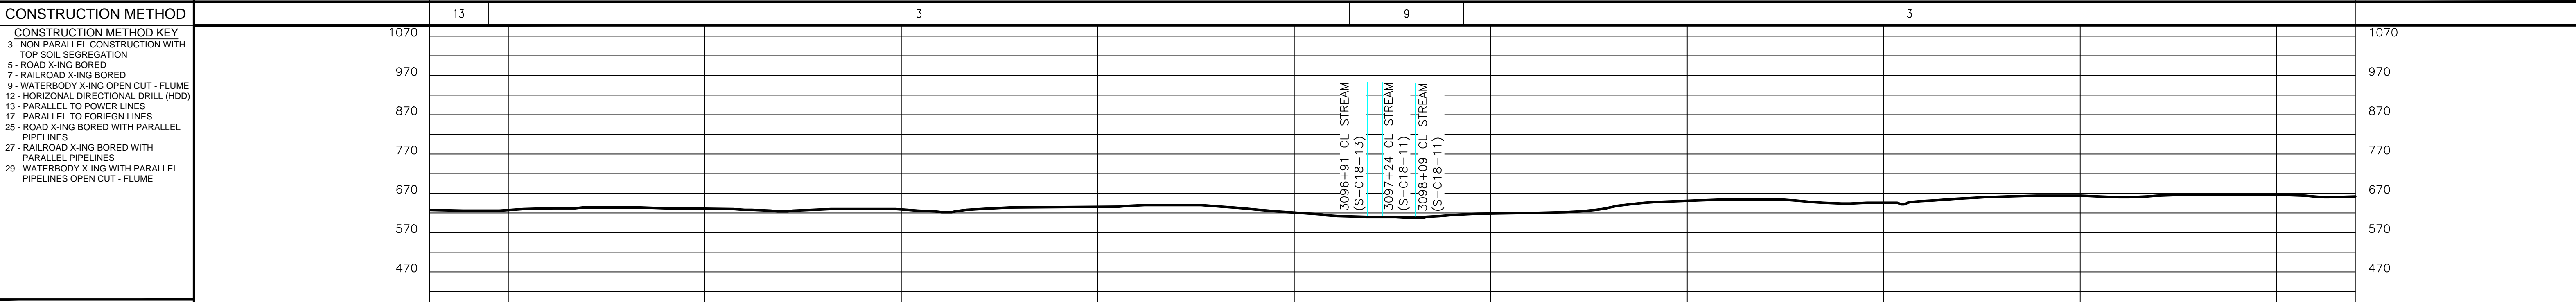 CONSTRUCTION METHOD
13
3
9
3
CONSTRUCTION METHOD KEY
3 - NON-PARALLEL CONSTRUCTION WITH
TOP SOIL SEGREGATION
5 - ROAD X-ING BORED
7 - RAILROAD X-ING BORED
9 - WATERBODY X-ING OPEN CUT - FLUME
12 - HORIZONAL DIRECTIONAL DRILL (HDD)
13 - PARALLEL TO POWER LINES
17 - PARALLEL TO FORIEGN LINES
25 - ROAD X-ING BORED WITH PARALLEL
PIPELINES
27 - RAILROAD X-ING BORED WITH
PARALLEL PIPELINES
29 - WATERBODY X-ING WITH PARALLEL
PIPELINES OPEN CUT - FLUME
1070
970
870
770
670
570
470
3096+91 CL STREAM
(S-C18-13)
3097+24 CL STREAM
(S-C18-11)
3098+09 CL STREAM
(S-C18-11)
1070
970
870
770
670
570
470